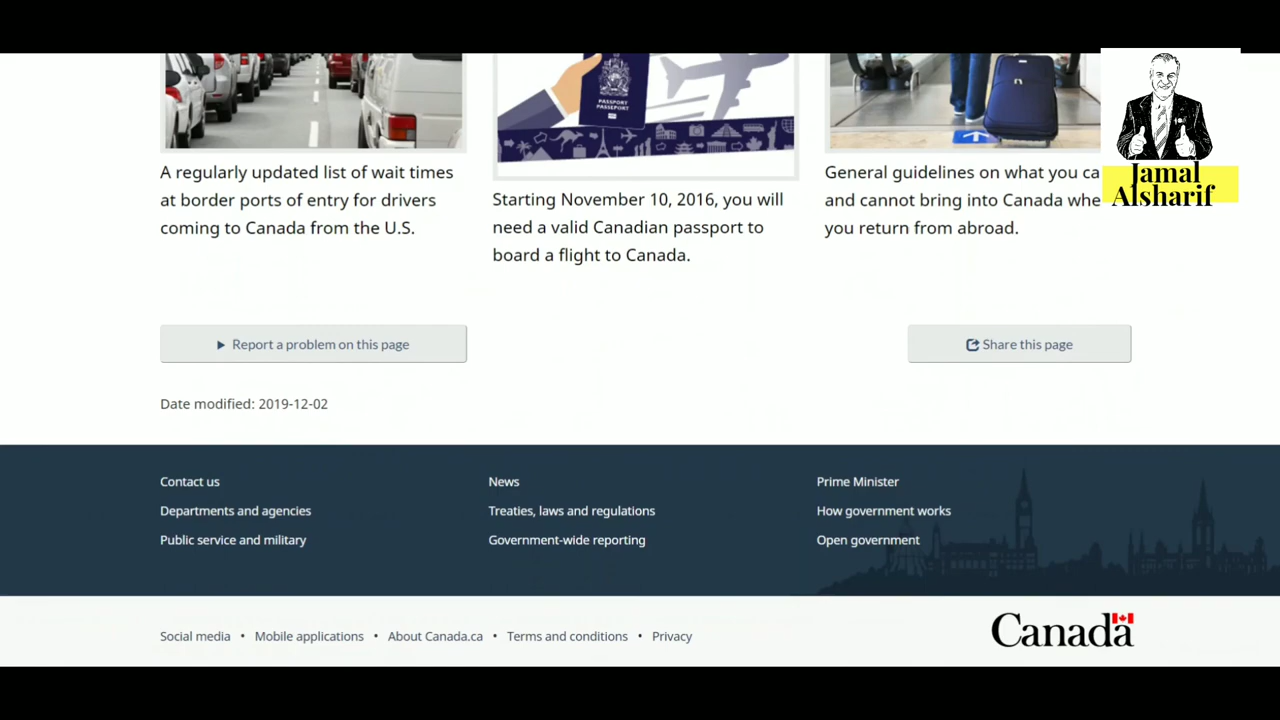 PASSPORT
PASSEPORT
A regularly updated list of wait times
at border ports of entry for drivers
coming to Canada from the U.S.
Starting November 10, 2016, you will
need a valid Canadian passport to
board a flight to Canada.
General guidelines on what you ca
and cannot bring into Canada whe
you return from abroad.
Jamal
Alsharif
Report a problem on this page
Share this page
Date modified: 2019-12-02
Contact us
News
Prime Minister
Departments and agencies
Treaties, laws and regulations
How government works
Public service and military
Government-wide reporting
Open government
Social media • Mobile applications • About Canada.ca • Terms and conditions • Privacy
Canada